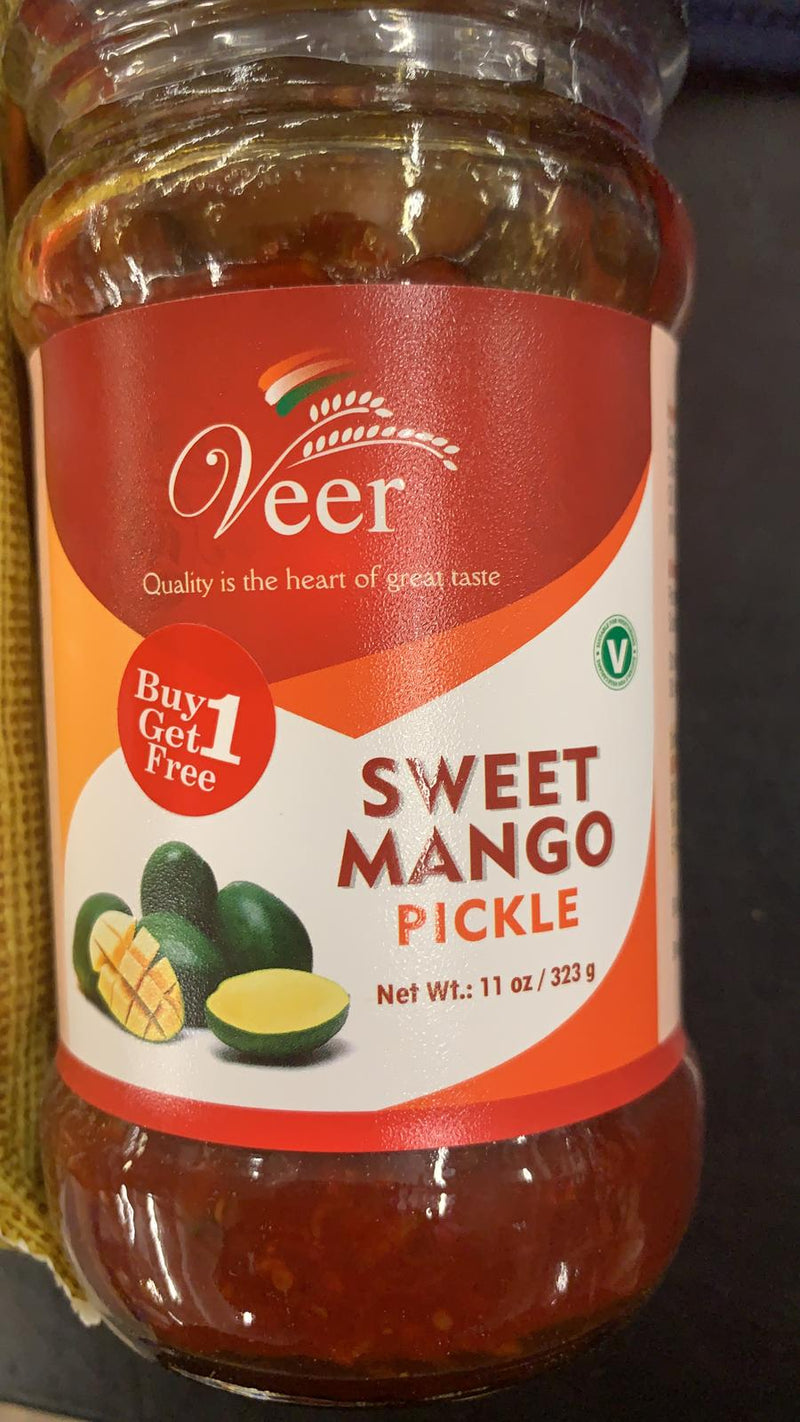 Veer
Quality is the heart of great taste
Buy 1
Get
Free
V
SWEET
MANGO
PICKLE
Net Wt.: 11 oz / 323 g